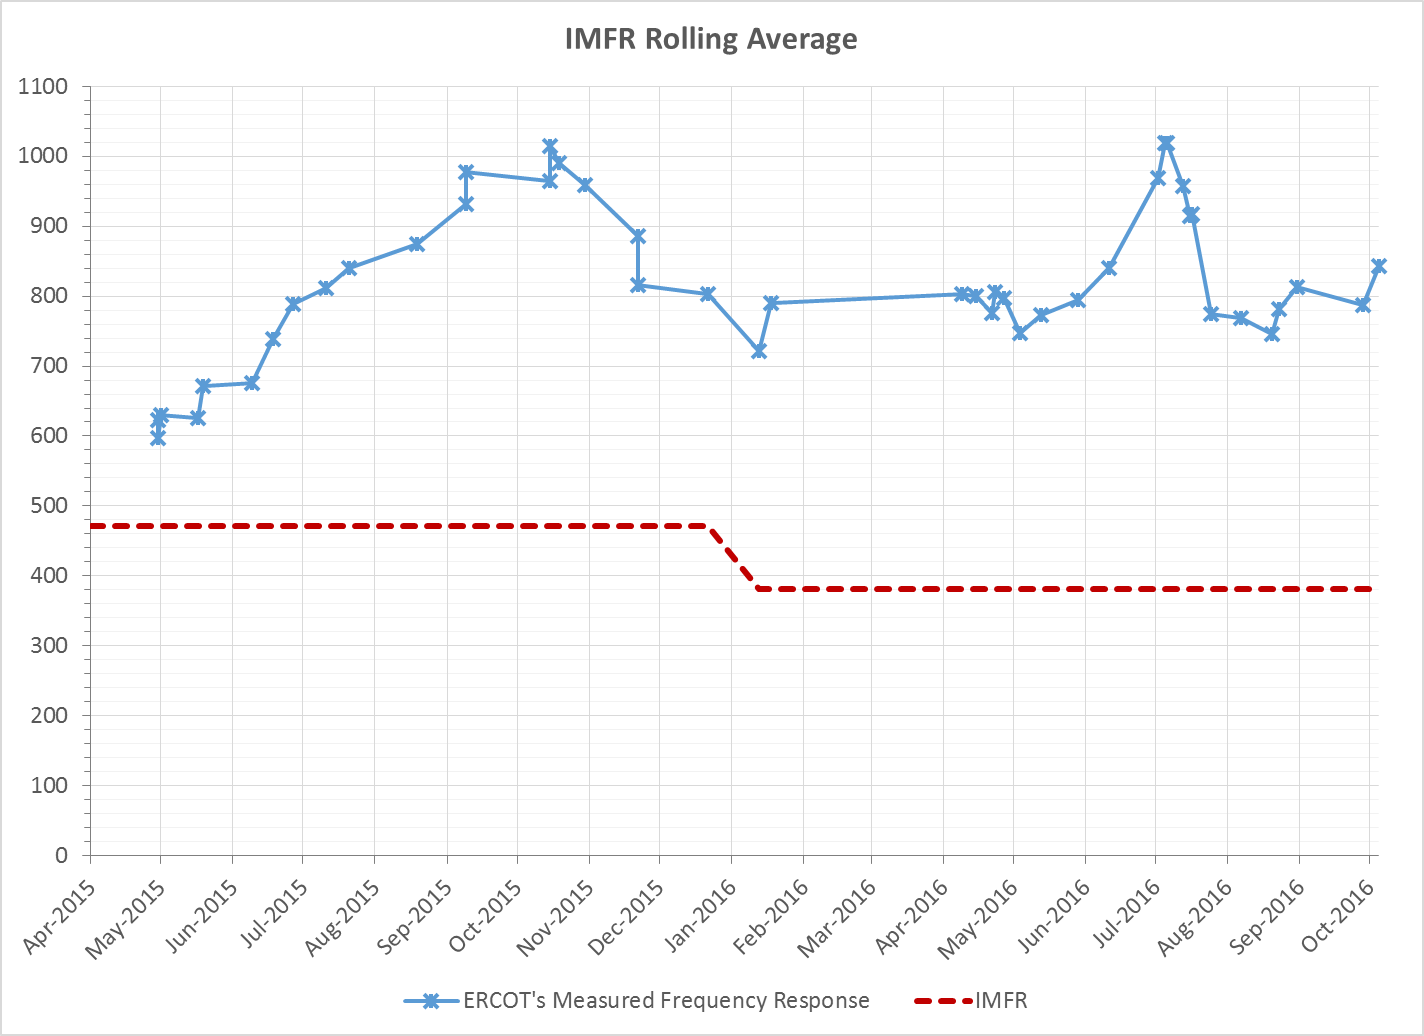 IMFR Rolling Average
1100
1000
900
800
700
600
500
400
300
200
100
0
Apr-2015
May-2015
Jun-2015
Jul-2015
Aug-2015
Sep-2015
Oct-2015
Nov-2015
Dec-2015
Jan-2016
Feb-2016
Mar-2016
Apr-2016
May-2016
Jun-2016
Jul-2016
Aug-2016
Sep-2016
Oct-2016
ERCOT's Measured Frequency Response
IMFR